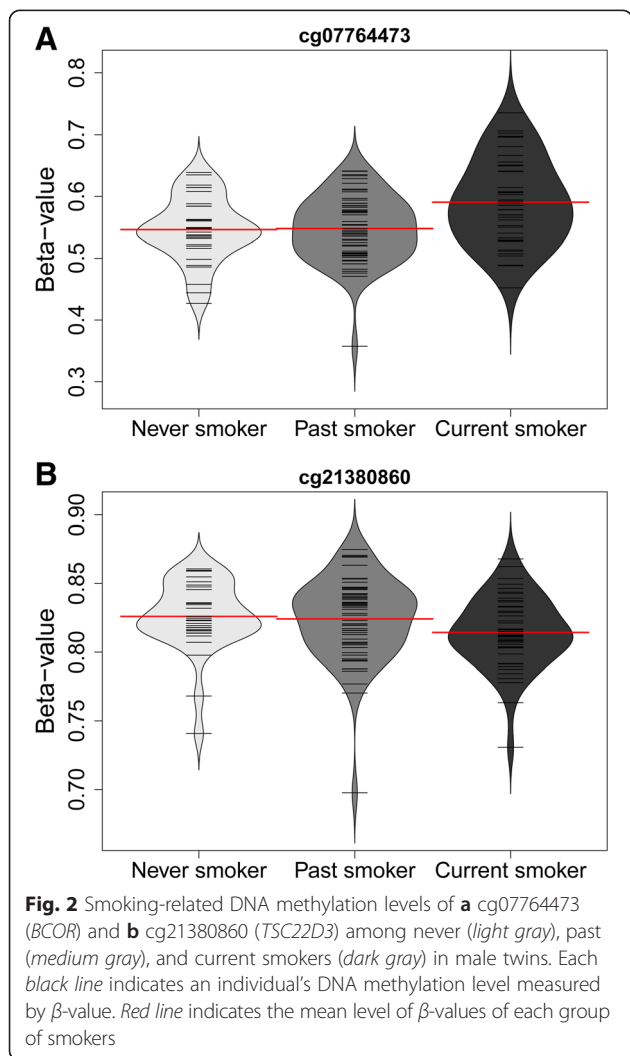 A
cg07764473
0.8
0.7
0.6
0.5
0.4
0.3
Beta−value
Never smoker Past smoker Current smoker
B
cg21380860
0.90
0.85
0.80
0.75
0.70
Beta−value
Never smoker Past smoker Current smoker
Fig. 2 Smoking-related DNA methylation levels of a cg07764473
(BCOR) and b cg21380860 (TSC22D3) among never (light gray), past
(medium gray), and current smokers (dark gray) in male twins. Each
black line indicates an individual's DNA methylation level measured
by β-value. Red line indicates the mean level of β-values of each group
of smokers